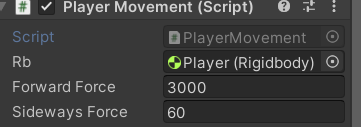 Player Movement (Script)
Script PlayerMovement
Rb Player (Rigidbody)
Forward Force 3000
Sideways Force 60